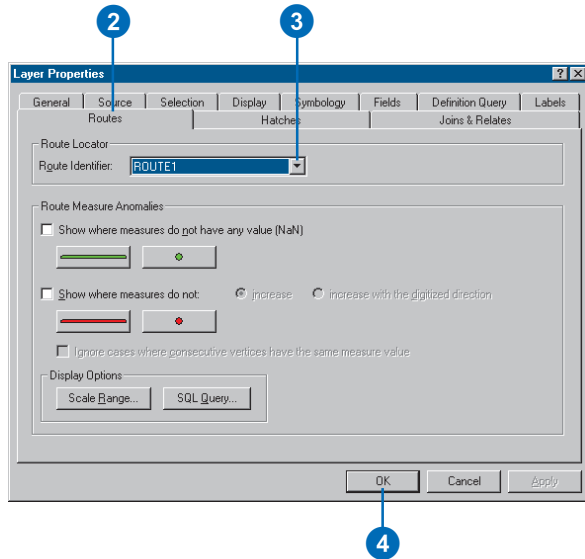 2 3
Layer Properties ? ×
General Source Selection Display Symbology Fields Definition Query Labels
Routes Hatches Joins & Relates
Route Locator
Route Identifier: ROUTE1
Route Measure Anomalies
Show where measures do not have any value (NaN)
Show where measures do not: increase increase with the digitized direction
Ignore cases where consecutive vertices have the same measure value
Display Options
Scale Range... SQL Query...
OK Cancel Apply
4